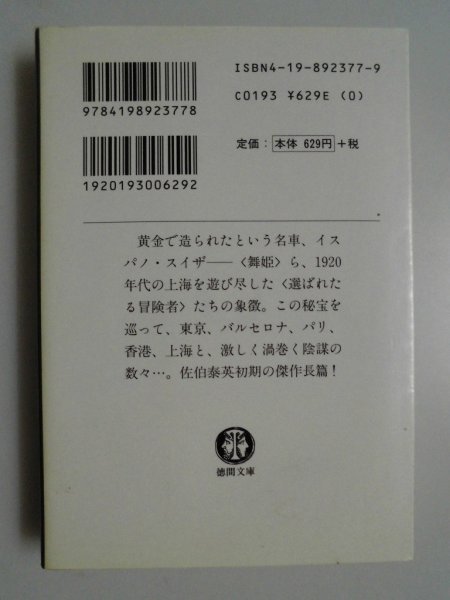 ISBN4-19-892377-9
C0193 ¥629E (0)
9784198923778
定価：本体 629円+税
1920193006292
黄金で造られたという名車、イス
パノ・スイザ──〈舞姫〉ら、1920
年代の上海を遊び尽した〈選ばれた
る冒険者〉たちの象徴。この秘宝を
巡って、東京、バルセロナ、パリ、
香港、上海と、激しく渦巻く陰謀の
数々…。佐伯泰英初期の傑作長篇！
徳間文庫